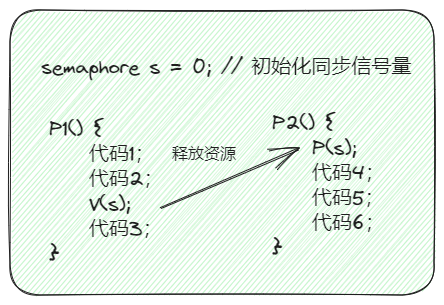 semaphore s = 0; // 初始化同步信号量
P1() {
代码1;
代码2;
V(s);
代码3;
}
释放资源
P2() {
P(s);
代码4;
代码5;
代码6;
}